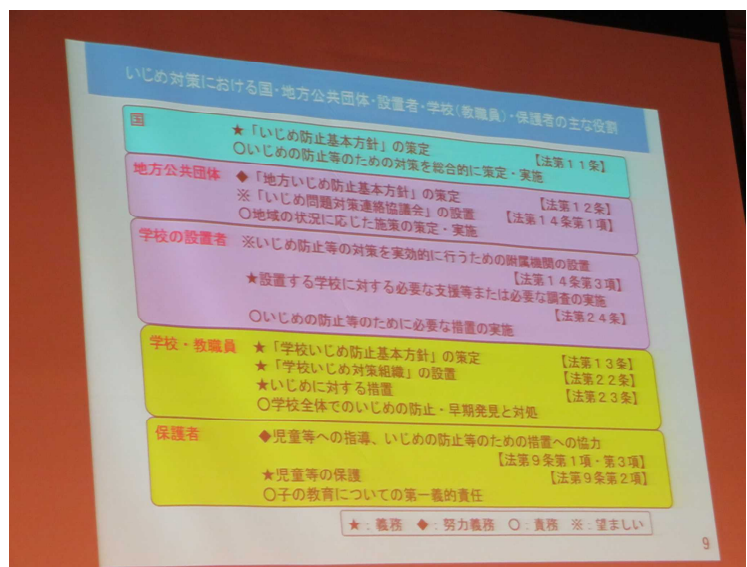 いじめ対策における国・地方公共団体・設置者・学校(教職員)・保護者の主な役割
国
★「いじめ防止基本方針」の策定 【法第11条】
○いじめの防止等のための対策を総合的に策定・実施
地方公共団体 ◆「地方いじめ防止基本方針」の策定 【法第12条】
※「いじめ問題対策連絡協議会」の設置 【法第14条第1項】
○地域の状況に応じた施策の策定・実施
学校の設置者 ※いじめ防止等の対策を実効的に行うための附属機関の設置
【法第14条第3項】
★設置する学校に対する必要な支援等または必要な調査の実施
【法第24条】
○いじめの防止等のために必要な措置の実施
学校・教職員 ★「学校いじめ防止基本方針」の策定 【法第13条】
★「学校いじめ対策組織」の設置 【法第22条】
★いじめに対する措置 【法第23条】
○学校全体でのいじめの防止・早期発見と対処
保護者 ◆児童等への指導、いじめの防止等のための措置への協力
【法第9条第1項・第3項】
★児童等の保護 【法第9条第2項】
○子の教育についての第一義的責任
★:義務 ◆:努力義務 ○:責務 ※:望ましい
9